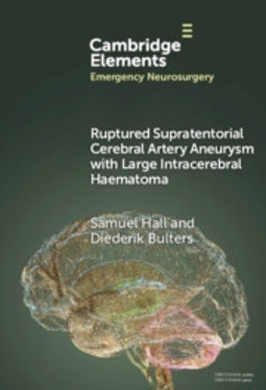 Cambridge
Elements
Emergency Neurosurgery
Ruptured Supratentorial
Cerebral Artery Aneurysm
with Large Intracerebral
Haematoma
Samuel Hall and
Diederik Bulters